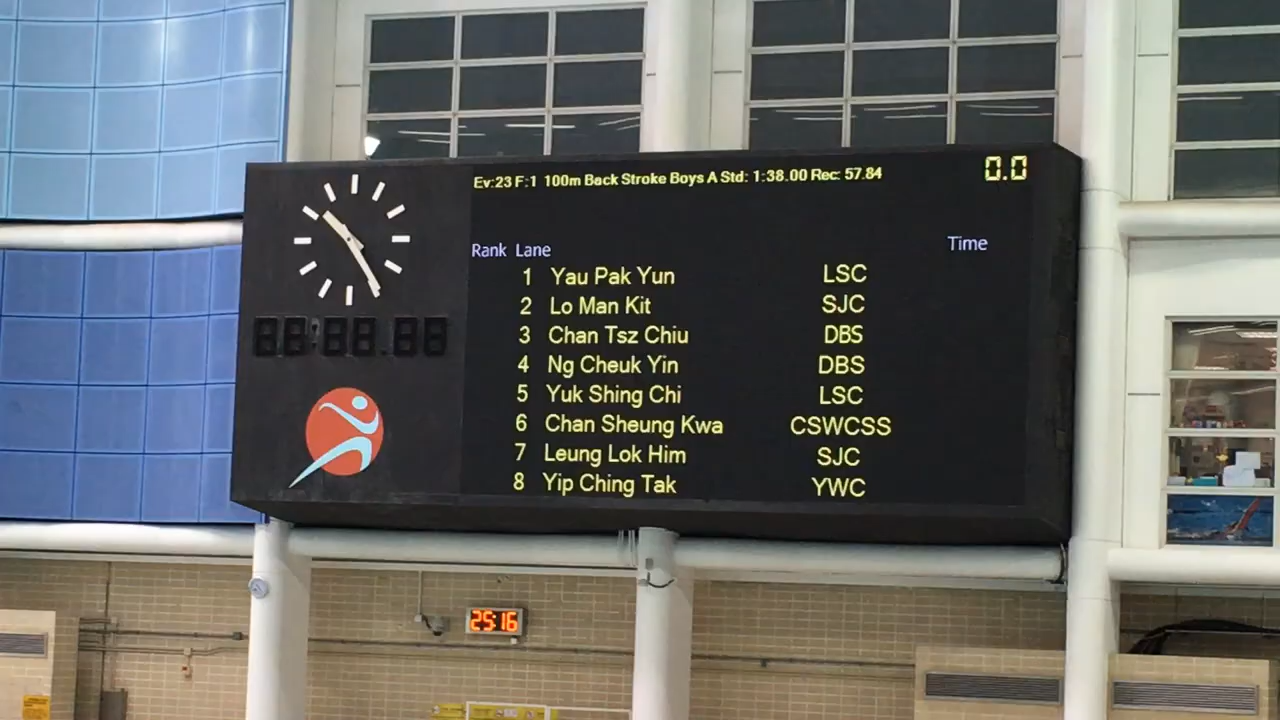 Ev:23 F:1 100m Back Stroke Boys A Std: 1:38.00 Rec: 57.84
0.0
Rank Lane Time
1 Yau Pak Yun LSC
2 Lo Man Kit SJC
3 Chan Tsz Chiu DBS
4 Ng Cheuk Yin DBS
5 Yuk Shing Chi LSC
6 Chan Sheung Kwa CSWCSS
7 Leung Lok Him SJC
8 Yip Ching Tak YWC
25:16